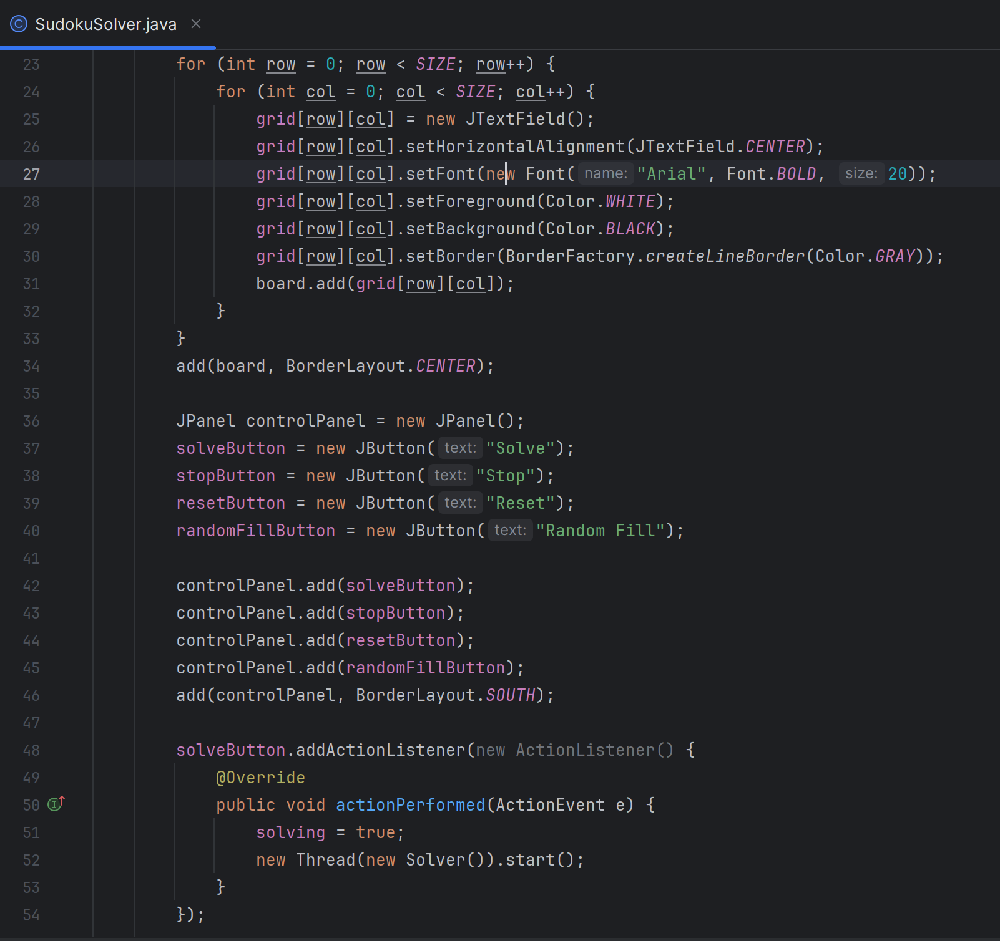 SudokuSolver.java
23 for (int row = 0; row < SIZE; row++) {
24 for (int col = 0; col < SIZE; col++) {
25 grid[row][col] = new JTextField();
26 grid[row][col].setHorizontalAlignment(JTextField.CENTER);
27 grid[row][col].setFont(new Font( name: "Arial", Font.BOLD, size: 20));
28 grid[row][col].setForeground(Color.WHITE);
29 grid[row][col].setBackground(Color.BLACK);
30 grid[row][col].setBorder(BorderFactory.createLineBorder(Color.GRAY));
31 board.add(grid[row][col]);
32 }
33 }
34 add(board, BorderLayout.CENTER);
35
36 JPanel controlPanel = new JPanel();
37 solveButton = new JButton( text: "Solve");
38 stopButton = new JButton( text: "Stop");
39 resetButton = new JButton( text: "Reset");
40 randomFillButton = new JButton( text: "Random Fill");
41
42 controlPanel.add(solveButton);
43 controlPanel.add(stopButton);
44 controlPanel.add(resetButton);
45 controlPanel.add(randomFillButton);
46 add(controlPanel, BorderLayout.SOUTH);
47
48 solveButton.addActionListener(new ActionListener() {
49 @Override
50 public void actionPerformed(ActionEvent e) {
51 solving = true;
52 new Thread(new Solver()).start();
53 }
54 });